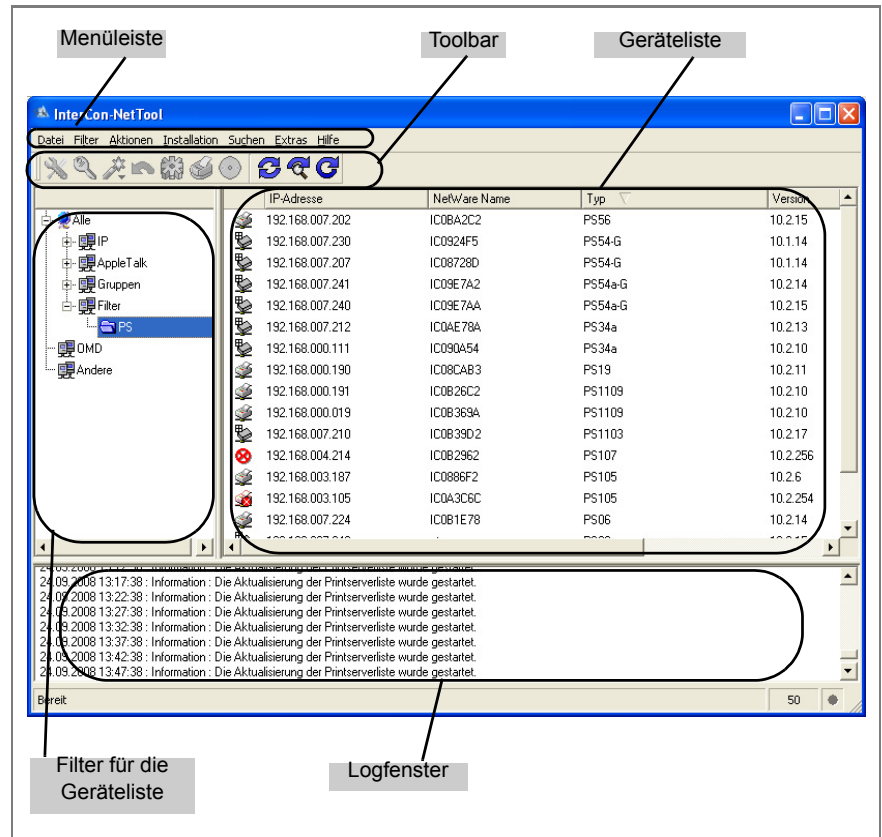 Menüleiste Toolbar Geräteliste
InterCon-NetTool
Datei Filter Aktionen Installation Suchen Extras Hilfe
IP-Adresse NetWare Name Typ Version
Alle
IP
AppleTalk
Gruppen
Filter
PS
OMD
Andere
192.168.007.202 IC0BA2C2 PS56 10.2.15
192.168.007.230 IC0924F5 PS54-G 10.1.14
192.168.007.207 IC08728D PS54-G 10.1.14
192.168.007.241 IC09E7A2 PS54a-G 10.2.14
192.168.007.240 IC09E7AA PS54a-G 10.2.15
192.168.007.212 IC0AE78A PS34a 10.2.13
192.168.000.111 IC090A54 PS34a 10.2.10
192.168.000.190 IC08CAB3 PS19 10.2.11
192.168.000.191 IC0B26C2 PS1109 10.2.10
192.168.000.019 IC0B369A PS1109 10.2.10
192.168.007.210 IC0B39D2 PS1103 10.2.17
192.168.004.214 IC0B2962 PS107 10.2.256
192.168.003.187 IC0886F2 PS105 10.2.6
192.168.003.105 IC0A3C6C PS105 10.2.254
192.168.007.224 IC0B1E78 PS06 10.2.14
24.09.2008 13:17:38 : Information : Die Aktualisierung der Printserverliste wurde gestartet.
24.09.2008 13:22:38 : Information : Die Aktualisierung der Printserverliste wurde gestartet.
24.09.2008 13:27:38 : Information : Die Aktualisierung der Printserverliste wurde gestartet.
24.09.2008 13:32:38 : Information : Die Aktualisierung der Printserverliste wurde gestartet.
24.09.2008 13:37:38 : Information : Die Aktualisierung der Printserverliste wurde gestartet.
24.09.2008 13:42:38 : Information : Die Aktualisierung der Printserverliste wurde gestartet.
24.09.2008 13:47:38 : Information : Die Aktualisierung der Printserverliste wurde gestartet.
Bereit 50
Filter für die
Geräteliste
Logfenster